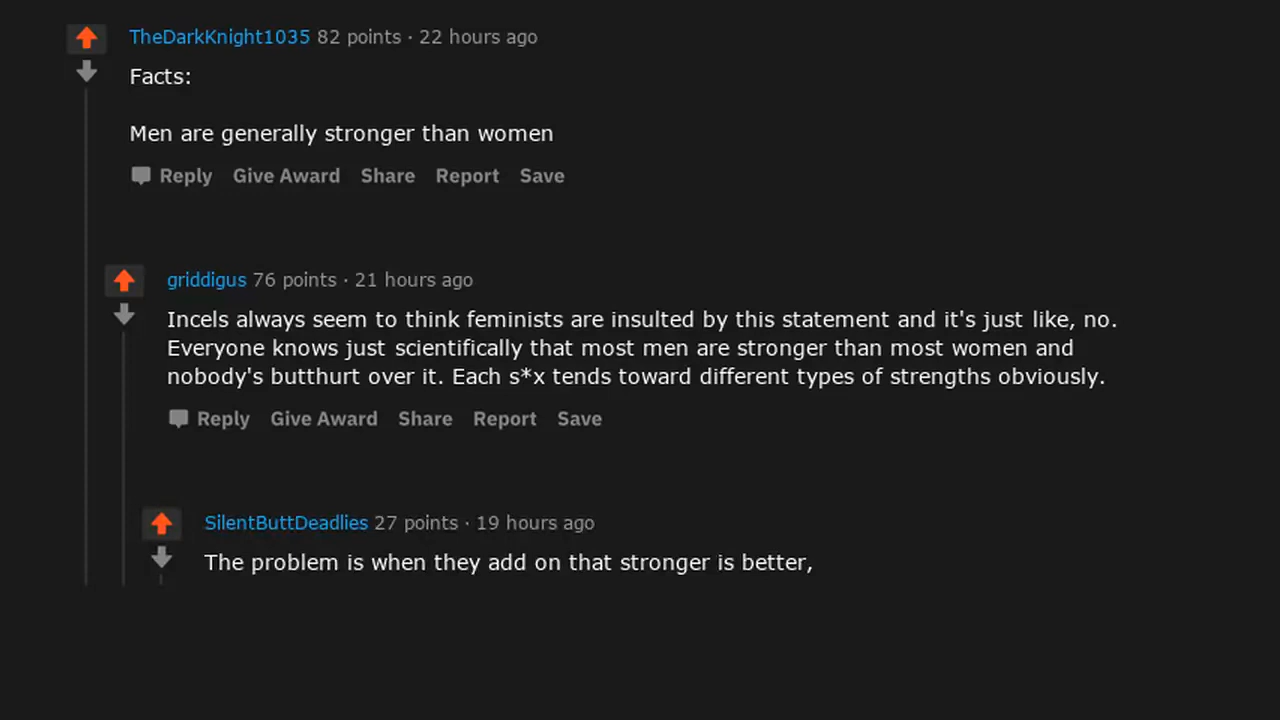 TheDarkKnight1035 82 points · 22 hours ago
Facts:
Men are generally stronger than women
Reply Give Award Share Report Save
griddigus 76 points · 21 hours ago
Incels always seem to think feminists are insulted by this statement and it's just like, no.
Everyone knows just scientifically that most men are stronger than most women and
nobody's butthurt over it. Each s*x tends toward different types of strengths obviously.
Reply Give Award Share Report Save
SilentButtDeadlies 27 points · 19 hours ago
The problem is when they add on that stronger is better,